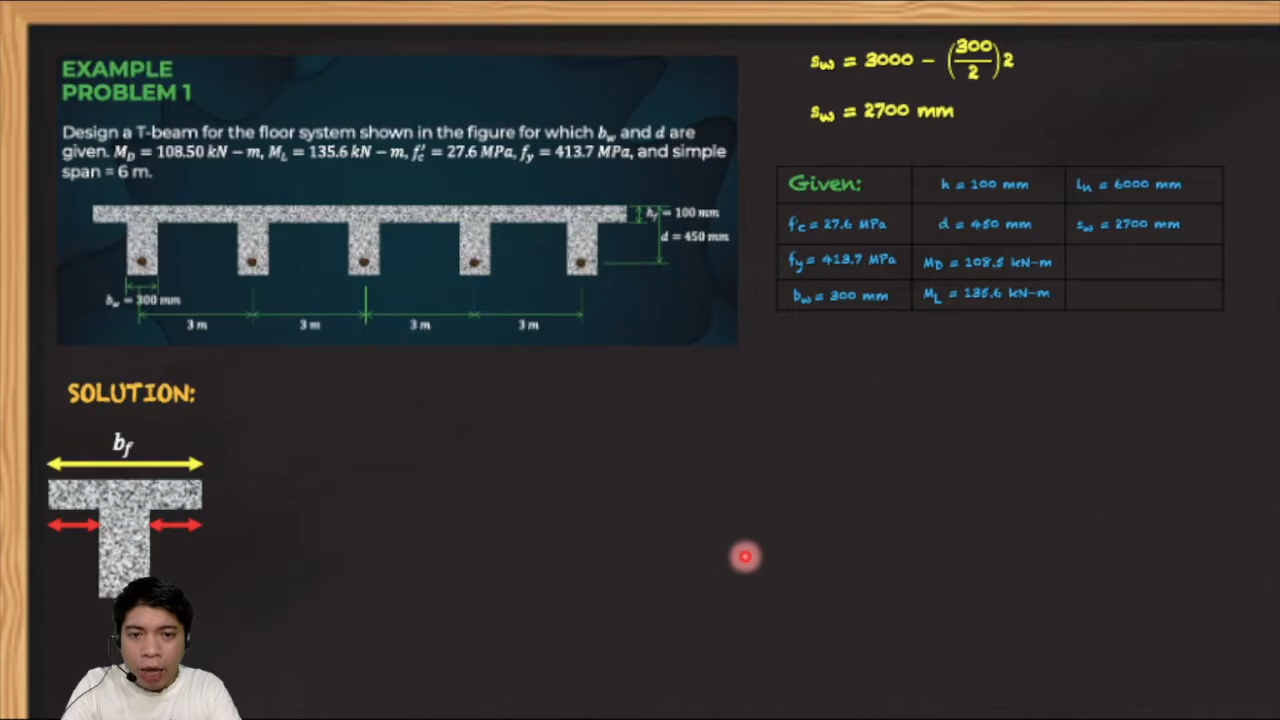 EXAMPLE
PROBLEM 1
Design a T-beam for the floor system shown in the figure for which b_w and d are
given. M_D = 108.50 kN − m, M_L = 135.6 kN − m, f'_c = 27.6 MPa, f_y = 413.7 MPa, and simple
span = 6 m.
h_f = 100 mm
d = 450 mm
b_w = 300 mm
3 m 3 m 3 m 3 m
s_w = 3000 − (300/2)2
s_w = 2700 mm
Given: h = 100 mm L_n = 6000 mm
f'c = 27.6 MPa d = 450 mm s_w = 2700 mm
fy = 413.7 MPa M_D = 108.5 kN-m
b_w = 300 mm M_L = 135.6 kN-m
SOLUTION:
b_f